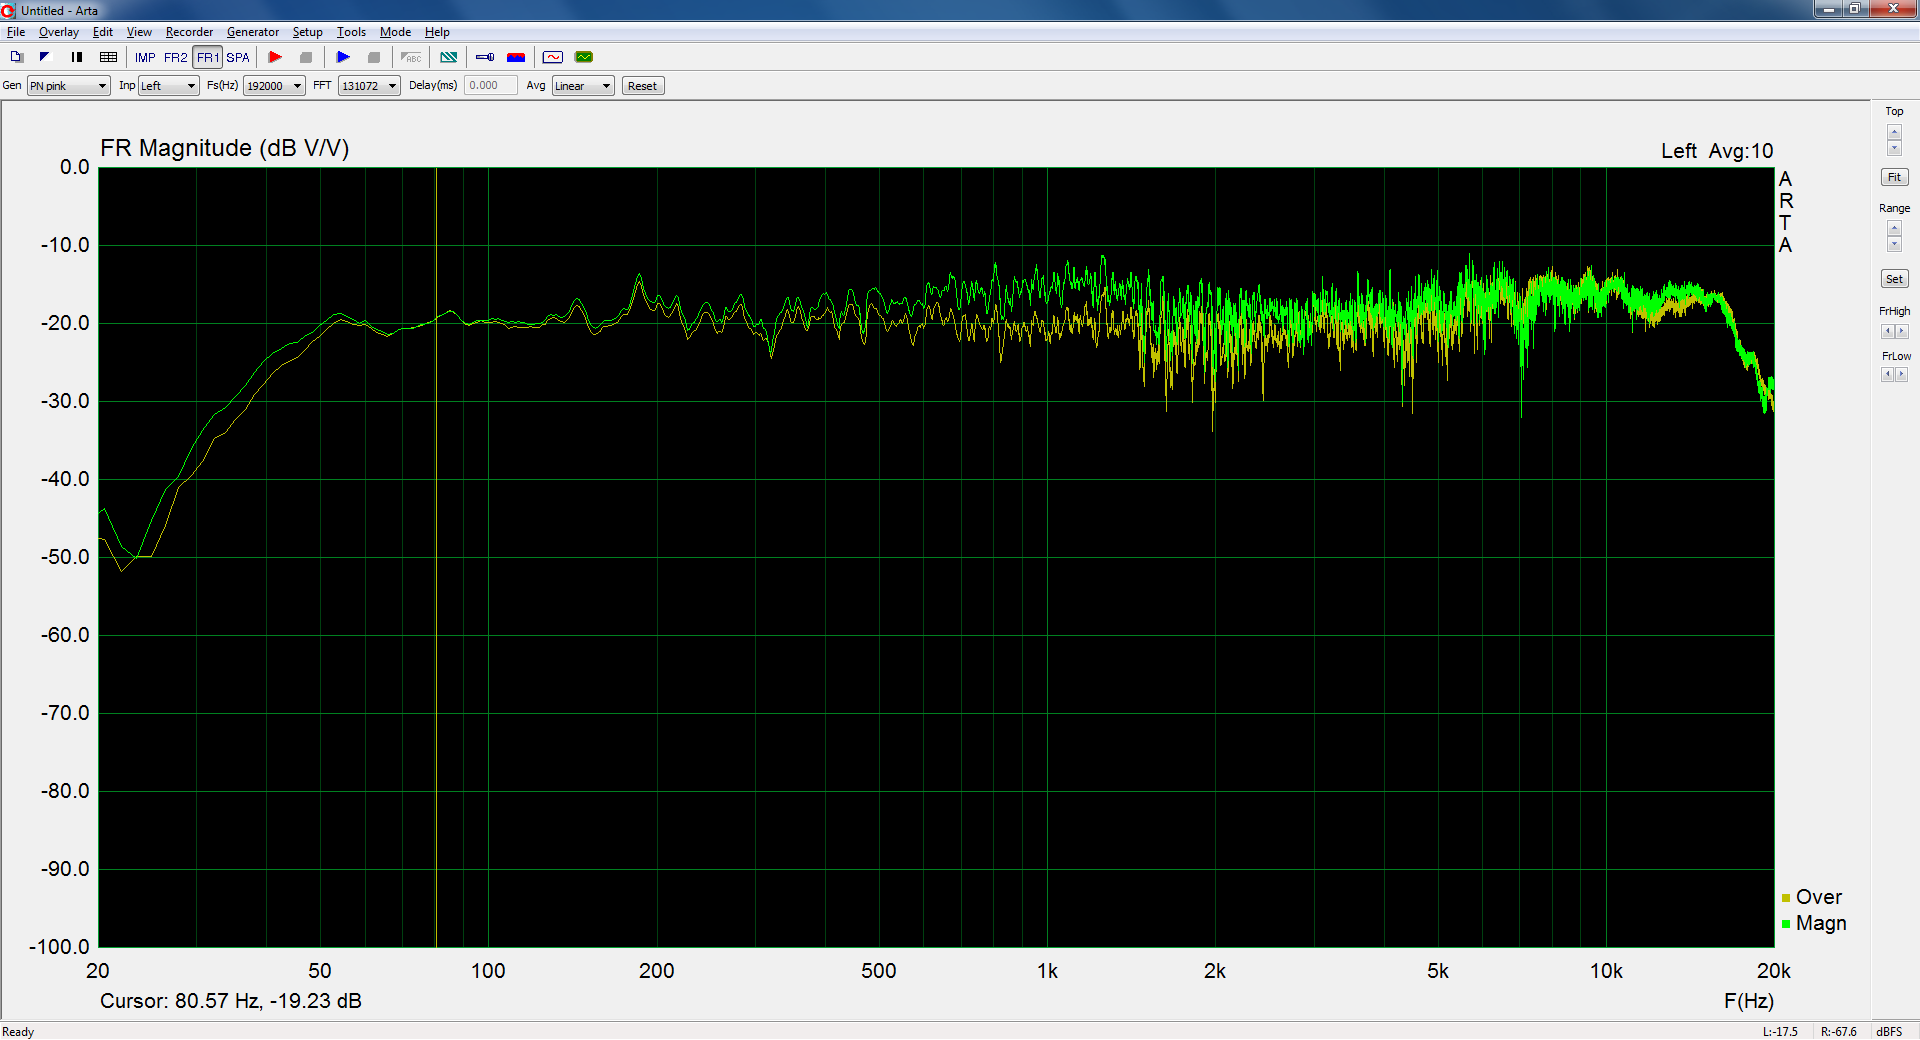 Untitled - Arta
File Overlay Edit View Recorder Generator Setup Tools Mode Help
IMP FR2 FR1 SPA ABC
Gen PN pink Inp Left Fs(Hz) 192000 FFT 131072 Delay(ms) 0.000 Avg Linear Reset
Top
Fit
Range
Set
FrHigh
FrLow
FR Magnitude (dB V/V)
Left Avg:10
ARTA
0.0
-10.0
-20.0
-30.0
-40.0
-50.0
-60.0
-70.0
-80.0
-90.0
-100.0
Over
Magn
20 50 100 200 500 1k 2k 5k 10k 20k
Cursor: 80.57 Hz, -19.23 dB
F(Hz)
Ready
L:-17.5 R:-67.6 dBFS